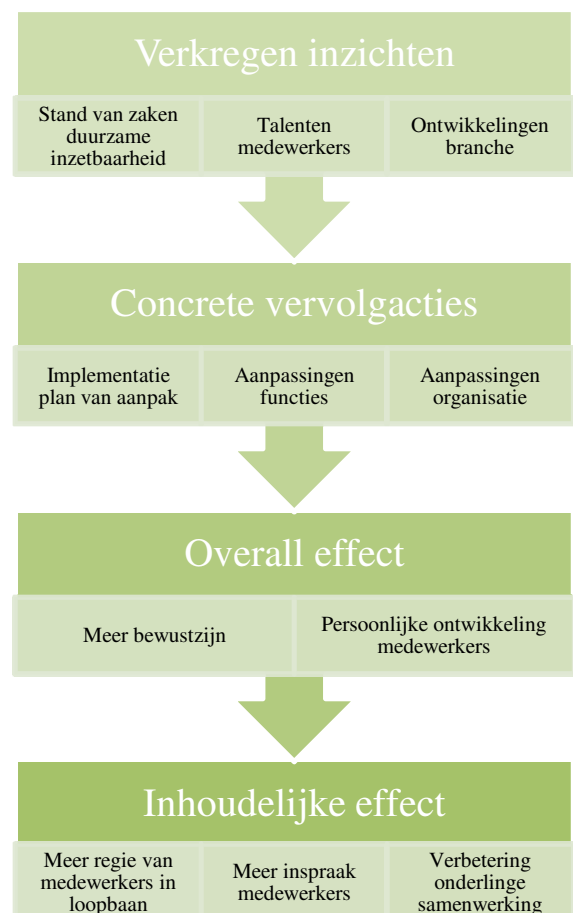 Verkregen inzichten
Stand van zaken
duurzame
inzetbaarheid
Talenten
medewerkers
Ontwikkelingen
branche
Concrete vervolgacties
Implementatie
plan van aanpak
Aanpassingen
functies
Aanpassingen
organisatie
Overall effect
Meer bewustzijn
Persoonlijke ontwikkeling
medewerkers
Inhoudelijke effect
Meer regie van
medewerkers in
loopbaan
Meer inspraak
medewerkers
Verbetering
onderlinge
samenwerking